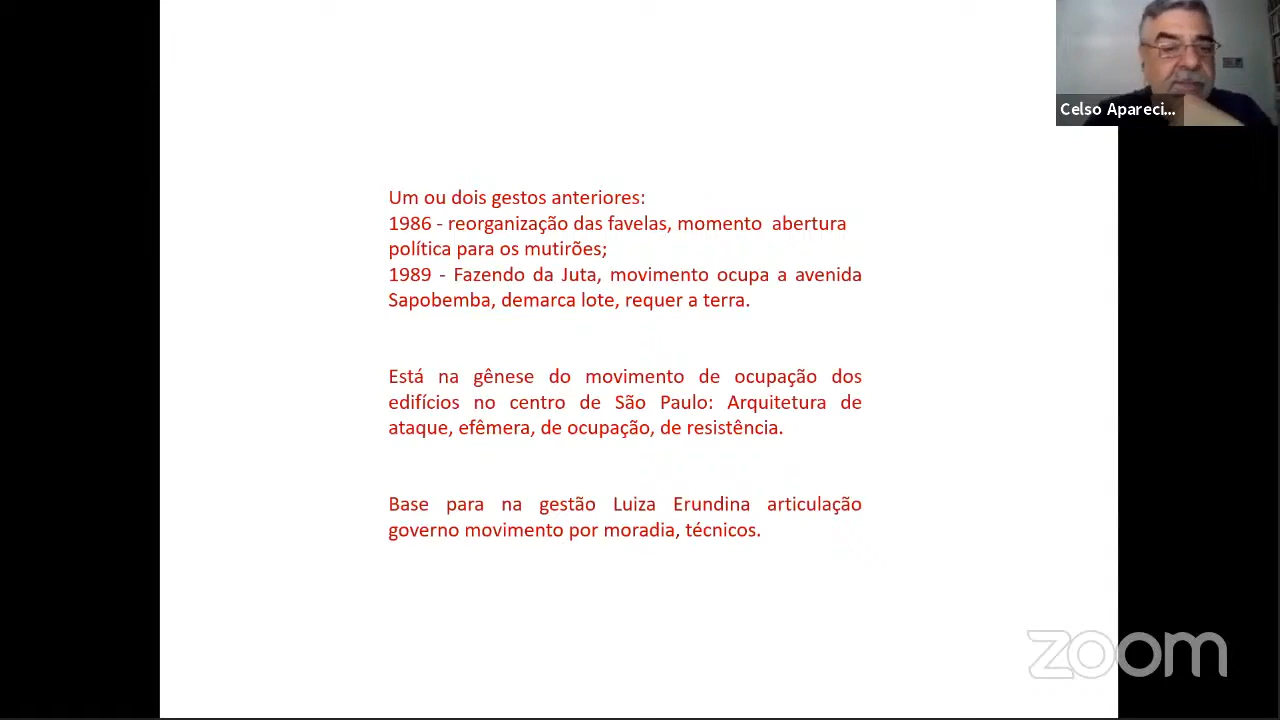 Celso Apareci...
Um ou dois gestos anteriores:
1986 - reorganização das favelas, momento abertura
política para os mutirões;
1989 - Fazendo da Juta, movimento ocupa a avenida
Sapobemba, demarca lote, requer a terra.
Está na gênese do movimento de ocupação dos
edifícios no centro de São Paulo: Arquitetura de
ataque, efêmera, de ocupação, de resistência.
Base para na gestão Luiza Erundina articulação
governo movimento por moradia, técnicos.
zoom